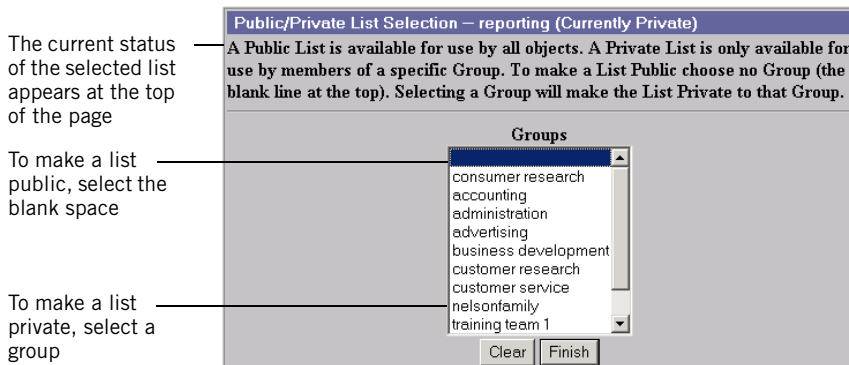 The current status
of the selected list
appears at the top
of the page
To make a list
public, select the
blank space
To make a list
private, select a
group
Public/Private List Selection – reporting (Currently Private)
A Public List is available for use by all objects. A Private List is only available for
use by members of a specific Group. To make a List Public choose no Group (the
blank line at the top). Selecting a Group will make the List Private to that Group.
Groups
consumer research
accounting
administration
advertising
business development
customer research
customer service
nelsonfamily
training team 1
Clear Finish